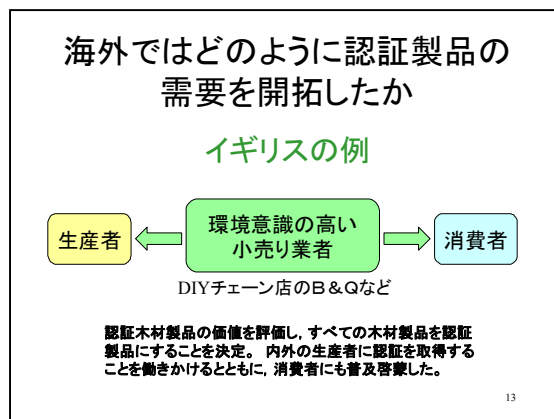 海外ではどのように認証製品の
需要を開拓したか
イギリスの例
生産者
環境意識の高い
小売り業者
消費者
DIYチェーン店のB＆Qなど
認証木材製品の価値を評価し，すべての木材製品を認証
製品にすることを決定。 内外の生産者に認証を取得する
ことを働きかけるとともに，消費者にも普及啓蒙した。
13